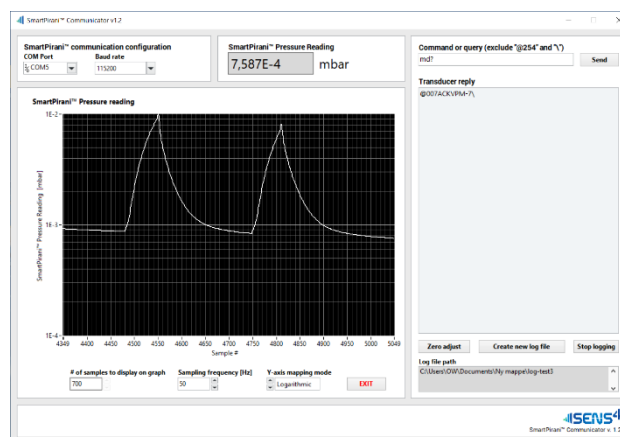 SmartPirani™ Communicator v1.2
SmartPirani™ communication configuration
COM Port
Baud rate
COM5
115200
SmartPirani™ Pressure Reading
7,587E-4
mbar
Command or query (exclude "@254" and "\")
md?
Send
Transducer reply
@007ACKVPM-7\
SmartPirani™ Pressure reading
1E-2
1E-3
1E-4
SmartPirani™ Pressure Reading [mbar]
4349 4400 4450 4500 4550 4600 4650 4700 4750 4800 4850 4900 4950 5000 5049
Sample #
# of samples to display on graph
700
Sampling frequency [Hz]
50
Y-axis mapping mode
Logarithmic
EXIT
Zero adjust
Create new log file
Stop logging
Log file path
C:\Users\OW\Documents\Ny mappe\log-test3
SENS4
SmartPirani™ Communicator v. 1.2